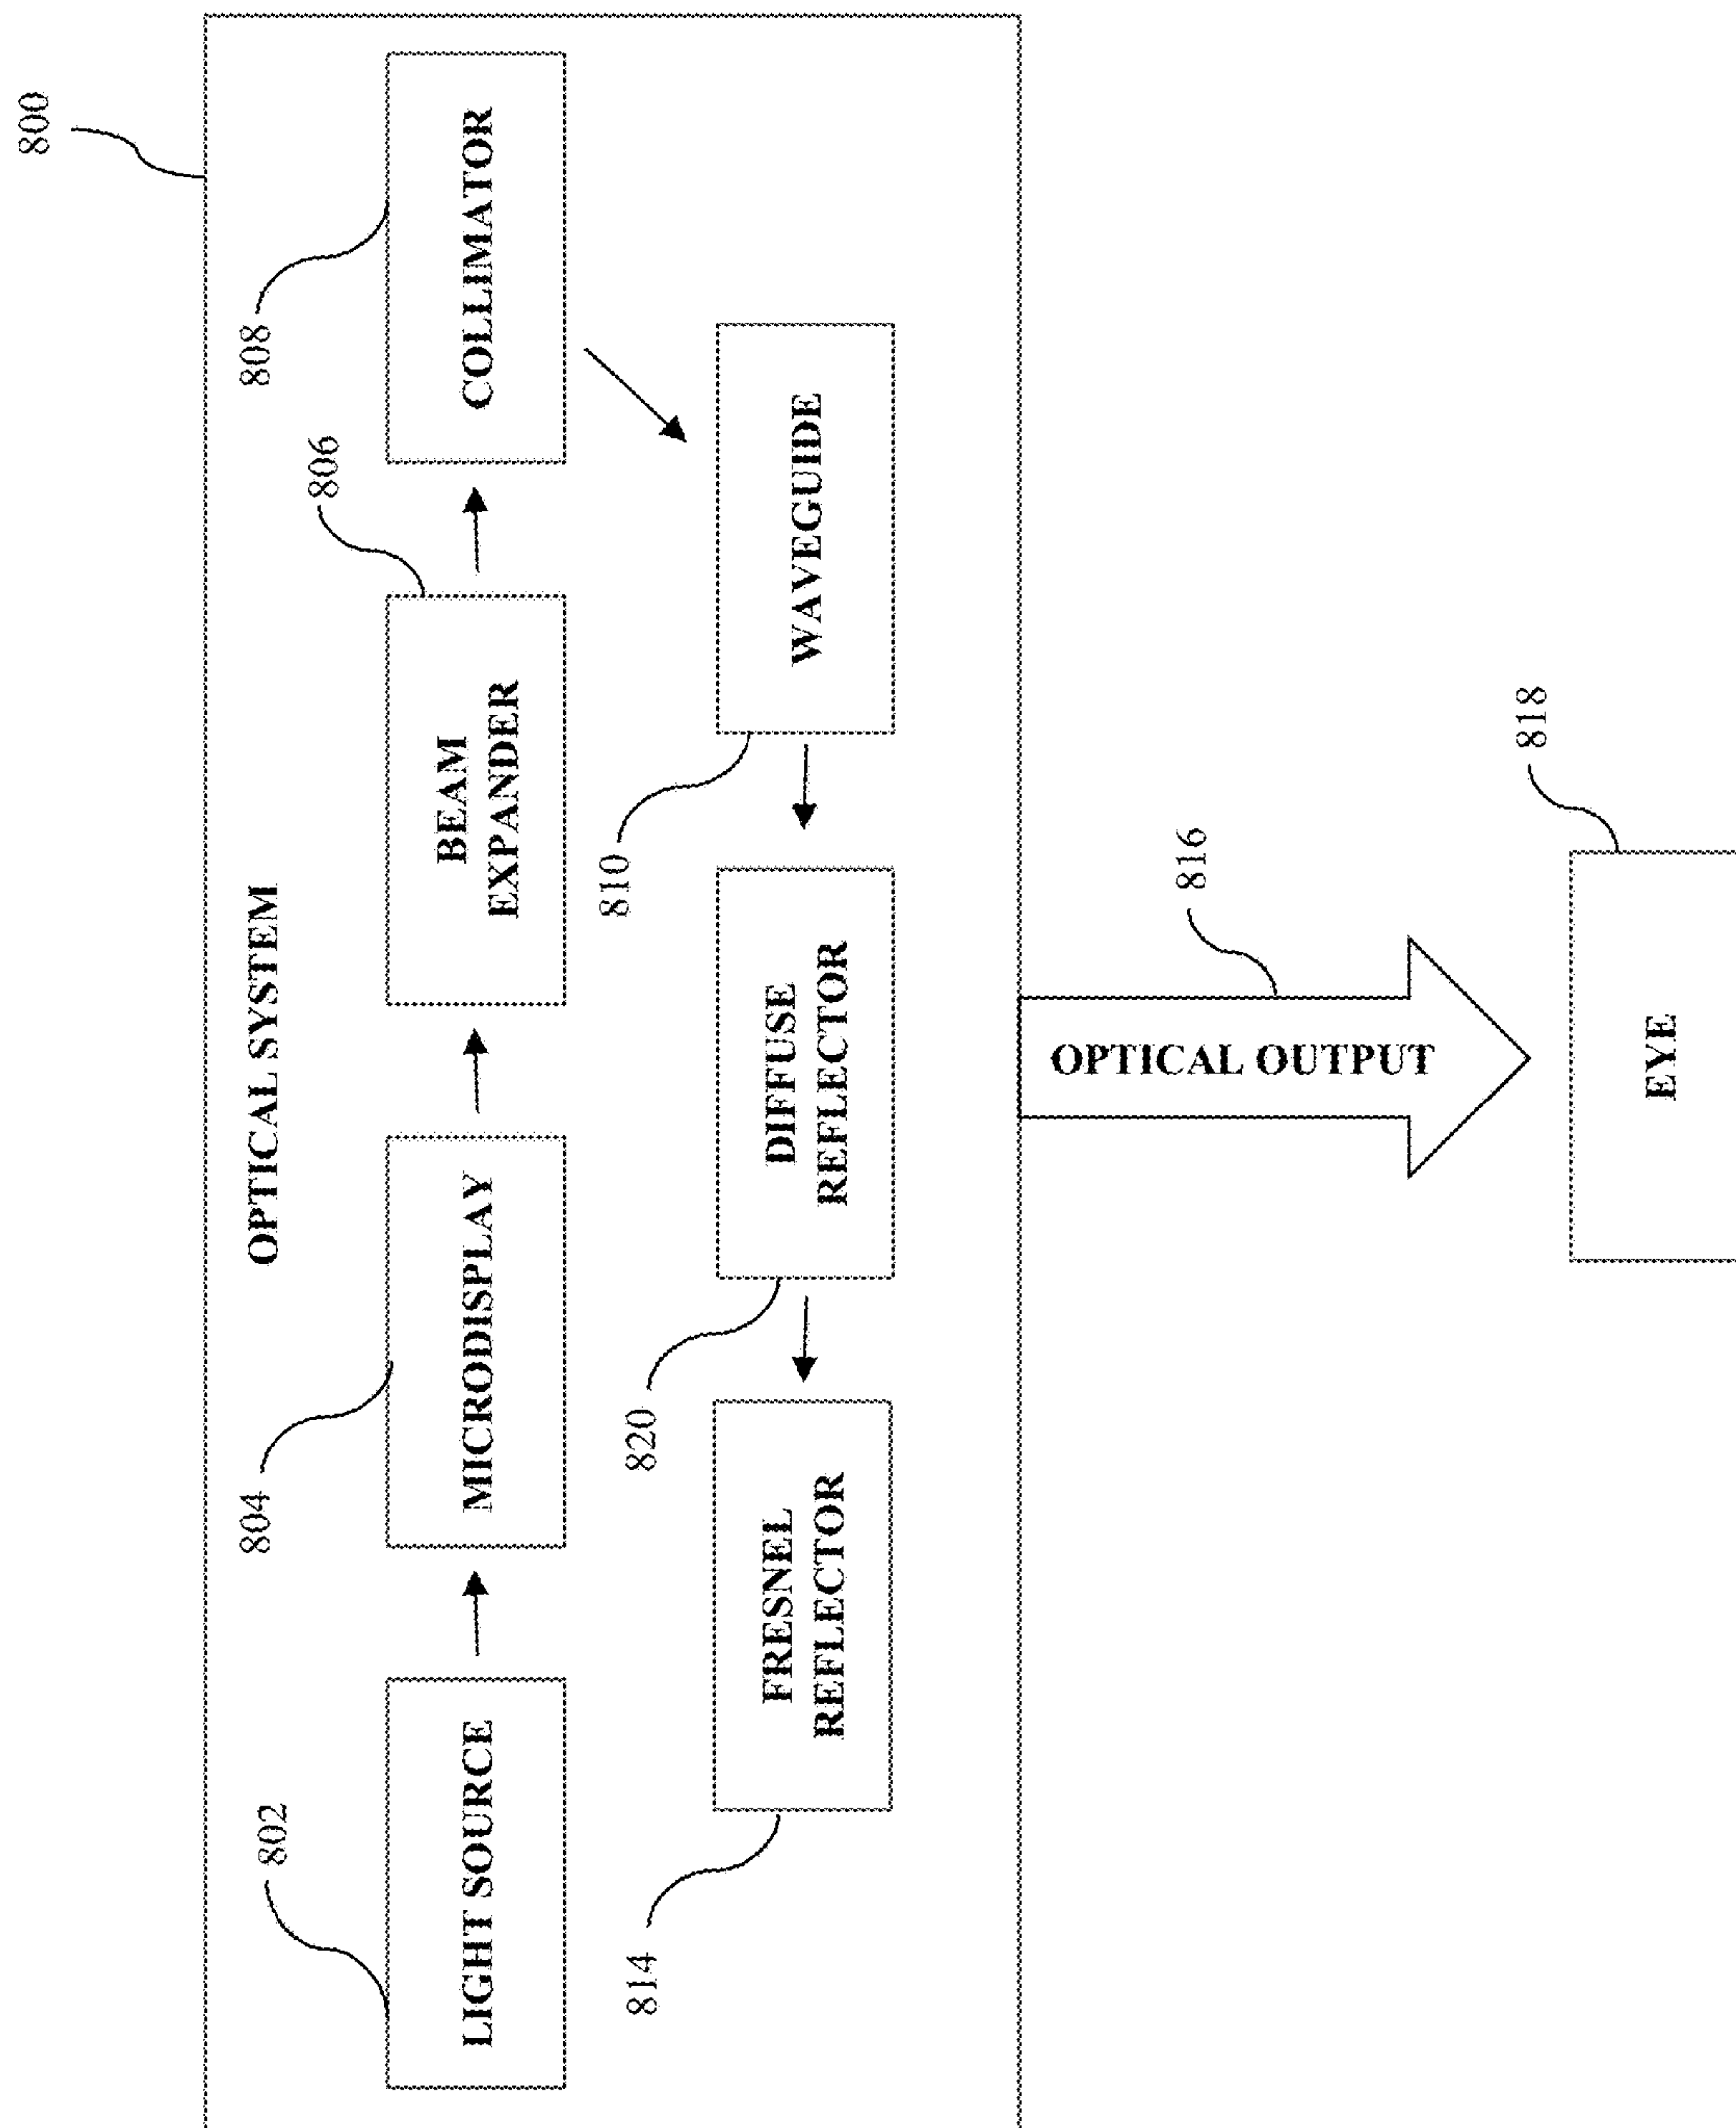 800
OPTICAL SYSTEM
802
804
806
808
LIGHT SOURCE
MICRODISPLAY
BEAM
EXPANDER
COLLIMATOR
814
820
810
FRESNEL
REFLECTOR
DIFFUSE
REFLECTOR
WAVEGUIDE
816
OPTICAL OUTPUT
818
EYE